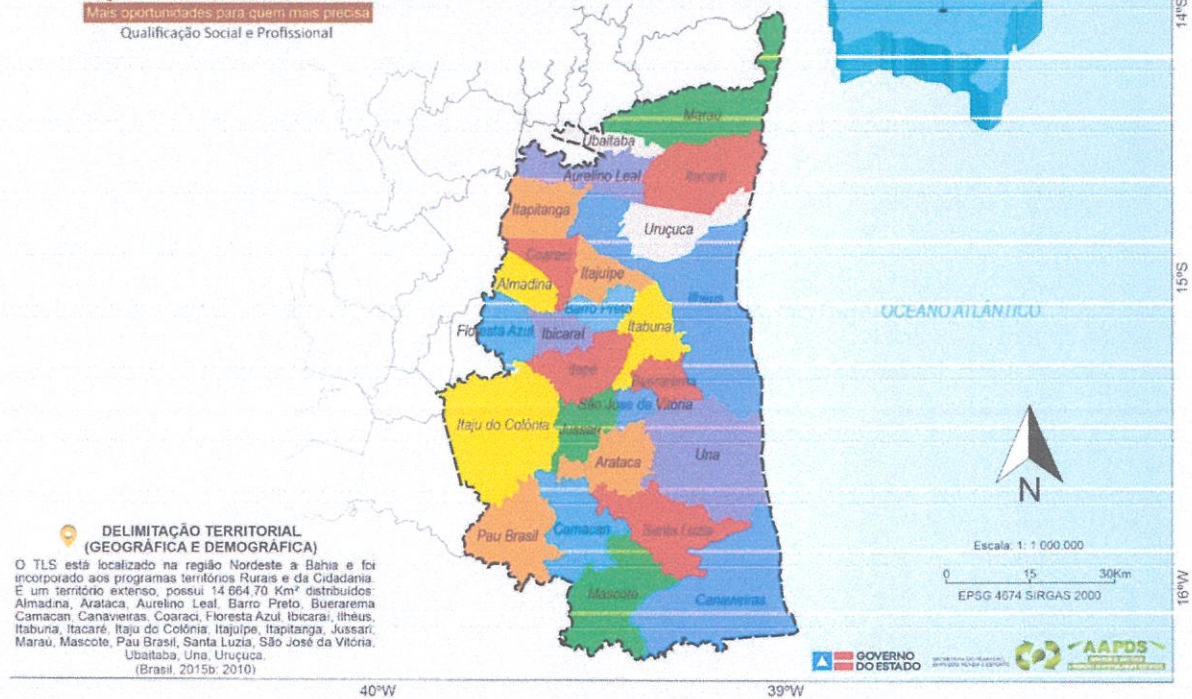 Mais oportunidades para quem mais precisa
Qualificação Social e Profissional
14ºS
Maraú
Ubaitaba
Aurelino Leal
Itacaré
Itapitanga
Uruçuca
Coaraci
Itajuípe
Almadina
Ilhéus
15ºS
Barro Preto
OCEANO ATLÂNTICO
Floresta Azul
Ibicaraí
Itabuna
Itapé
Buerarema
São José da Vitória
Itaju do Colônia
Jussari
Arataca
Una
N
Pau Brasil
Camacan
Santa Luzia
Mascote
Canavieiras
Escala: 1: 1 000.000
0 15 30Km
EPSG 4674 SIRGAS 2000
16ºW
DELIMITAÇÃO TERRITORIAL
(GEOGRÁFICA E DEMOGRÁFICA)
O TLS está localizado na região Nordeste a Bahia e foi
incorporado aos programas territórios Rurais e da Cidadania.
É um território extenso, possui 14 664,70 Km² distribuídos:
Almadina, Arataca, Aurelino Leal, Barro Preto, Buerarema
Camacan, Canavieiras, Coaraci, Floresta Azul, Ibicaraí, Ilhéus,
Itabuna, Itacaré, Itaju do Colônia, Itajuípe, Itapitanga, Jussari,
Maraú, Mascote, Pau Brasil, Santa Luzia, São José da Vitória,
Ubaitaba, Una, Uruçuca.
(Brasil, 2015b: 2010)
GOVERNO
DO ESTADO
AAPDS
40ºW
39ºW